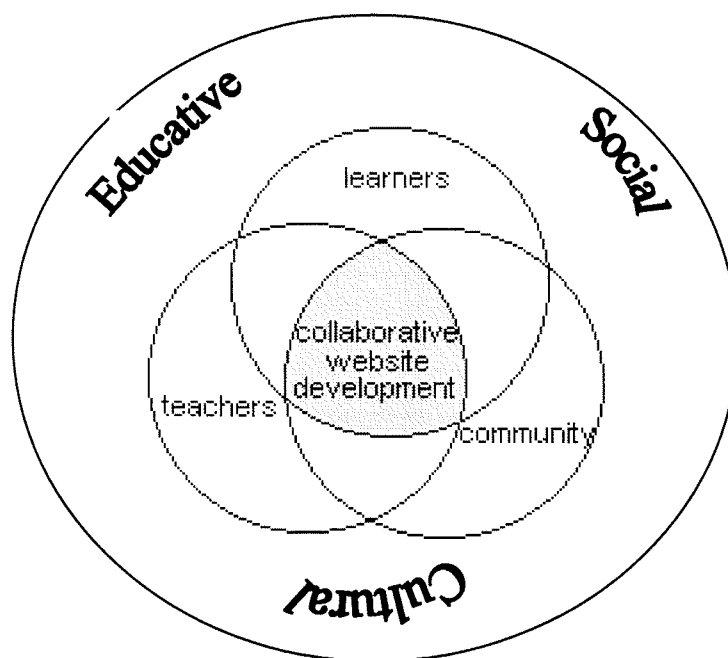 Educative
Social
learners
collaborative
website
development
teachers
community
Cultural